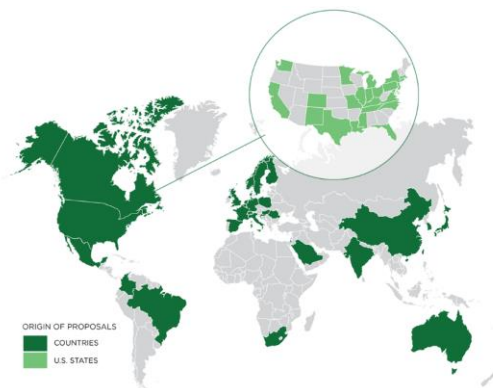 ORIGIN OF PROPOSALS
COUNTRIES
U.S. STATES